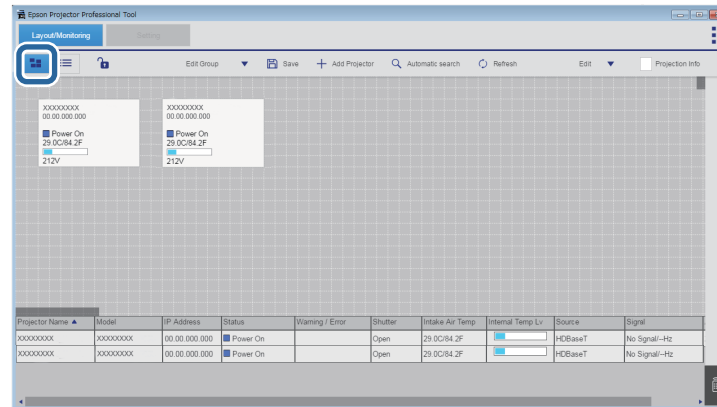 Epson Projector Professional Tool
Layout/Monitoring Setting
Edit Group Save Add Projector Automatic search Refresh Edit Projection Info
XXXXXXXX XXXXXXXX
00.00.000.000 00.00.000.000
Power On Power On
29.0C/84.2F 29.0C/84.2F
212V 212V
Projector Name Model IP Address Status Warning / Error Shutter Intake Air Temp Internal Temp Lv Source Signal
XXXXXXXX XXXXXXXX 00.00.000.000 Power On Open 29.0C/84.2F HDBaseT No Sgnal/--Hz
XXXXXXXX XXXXXXXX 00.00.000.000 Power On Open 29.0C/84.2F HDBaseT No Signal/--Hz